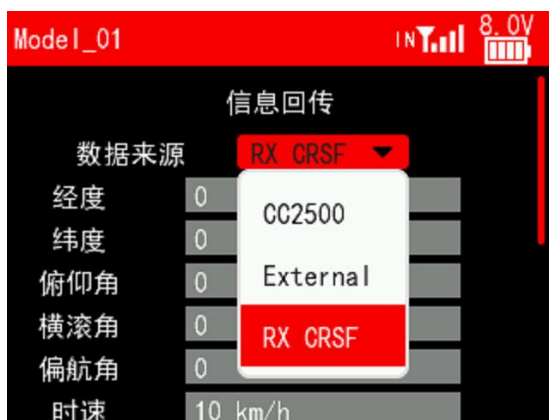 Model_01 IN 8.0V
信息回传
数据来源 RX CRSF
经度 0
CC2500
纬度 0
俯仰角 0
External
横滚角 0
RX CRSF
偏航角 0
时速 10 km/h